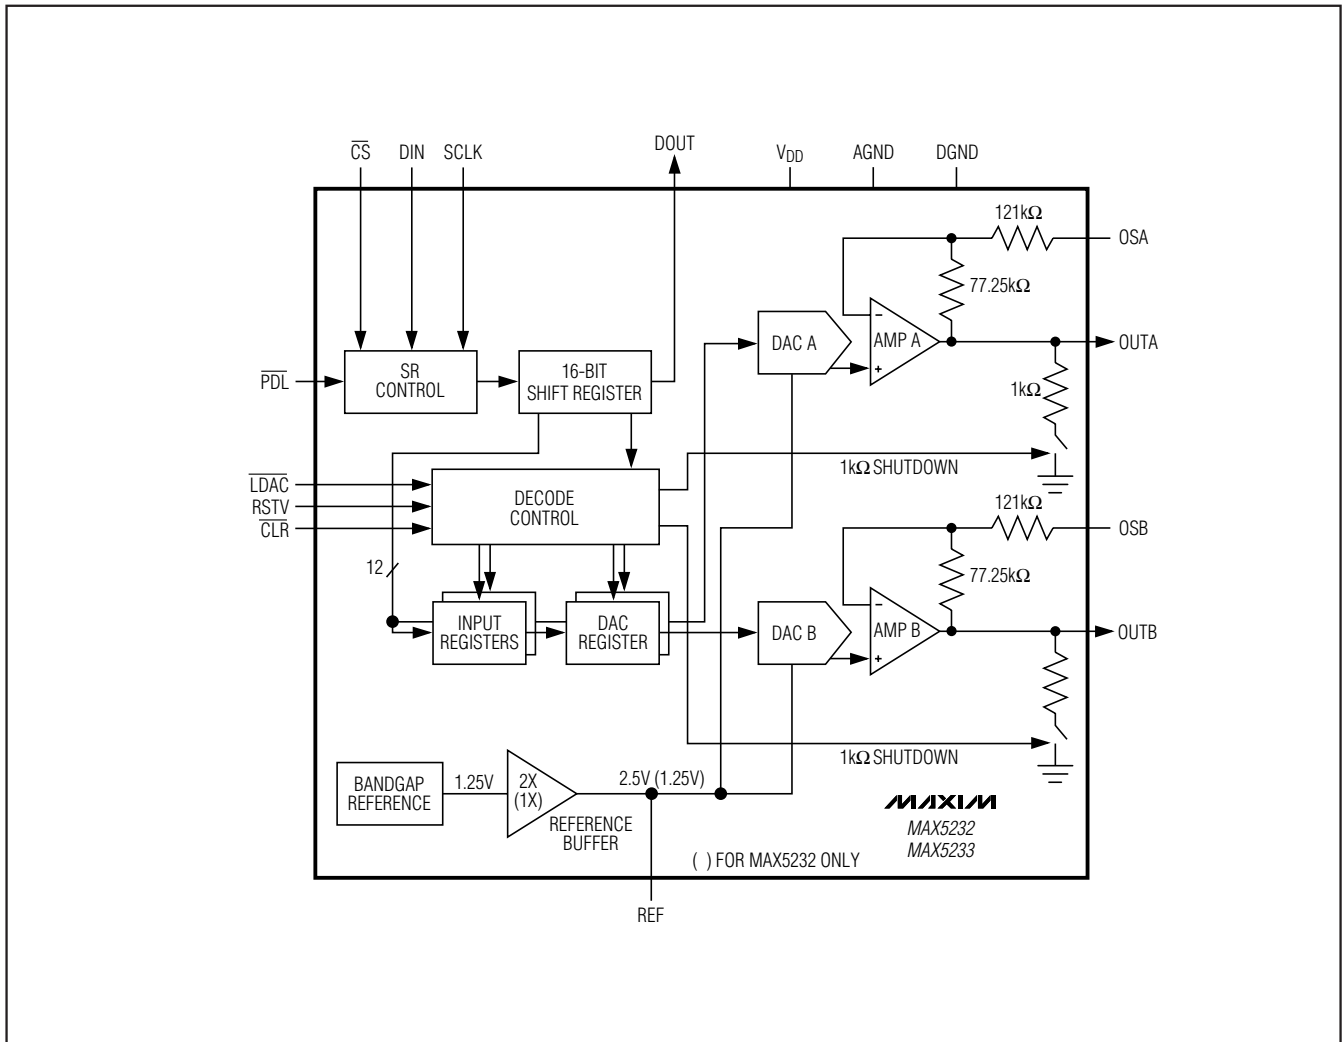 CS
DIN
SCLK
DOUT
VDD
AGND
DGND
121kΩ
OSA
77.25kΩ
DAC A
AMP A
−
+
OUTA
PDL
SR
CONTROL
16-BIT
SHIFT REGISTER
1kΩ
1kΩ SHUTDOWN
LDAC
RSTV
CLR
DECODE
CONTROL
121kΩ
OSB
12
77.25kΩ
INPUT
REGISTERS
DAC
REGISTER
DAC B
AMP B
−
+
OUTB
1kΩ SHUTDOWN
BANDGAP
REFERENCE
1.25V
2X
(1X)
2.5V (1.25V)
REFERENCE
BUFFER
MAXIM
MAX5232
MAX5233
( ) FOR MAX5232 ONLY
REF